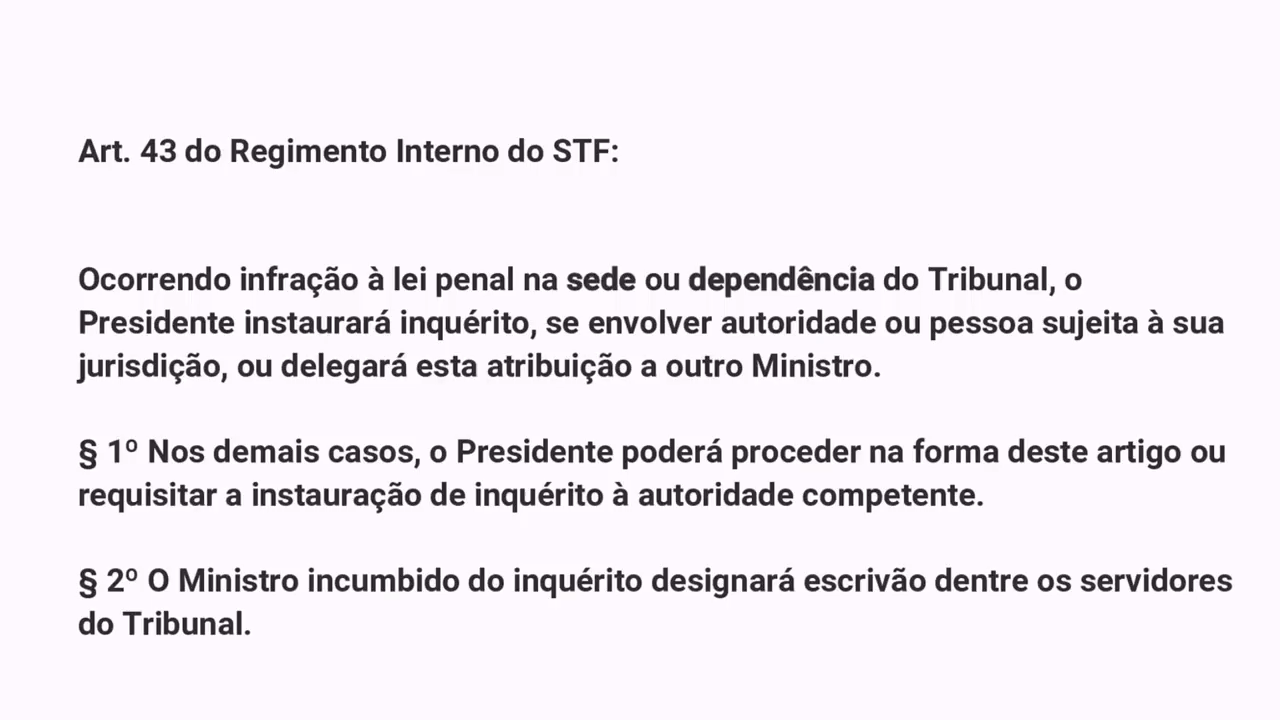 Art. 43 do Regimento Interno do STF:
Ocorrendo infração à lei penal na sede ou dependência do Tribunal, o
Presidente instaurará inquérito, se envolver autoridade ou pessoa sujeita à sua
jurisdição, ou delegará esta atribuição a outro Ministro.
§ 1º Nos demais casos, o Presidente poderá proceder na forma deste artigo ou
requisitar a instauração de inquérito à autoridade competente.
§ 2º O Ministro incumbido do inquérito designará escrivão dentre os servidores
do Tribunal.